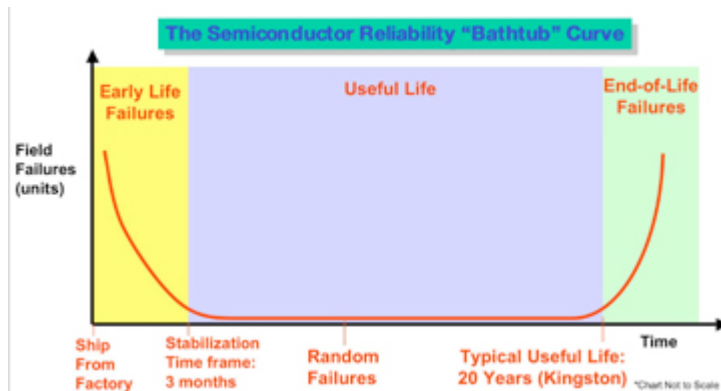 The Semiconductor Reliability “Bathtub” Curve
Early Life
Failures
Useful Life
End-of-Life
Failures
Field
Failures
(units)
Ship
From
Factory
Stabilization
Time frame:
3 months
Random
Failures
Typical Useful Life:
20 Years (Kingston)
Time
*Chart Not to Scale